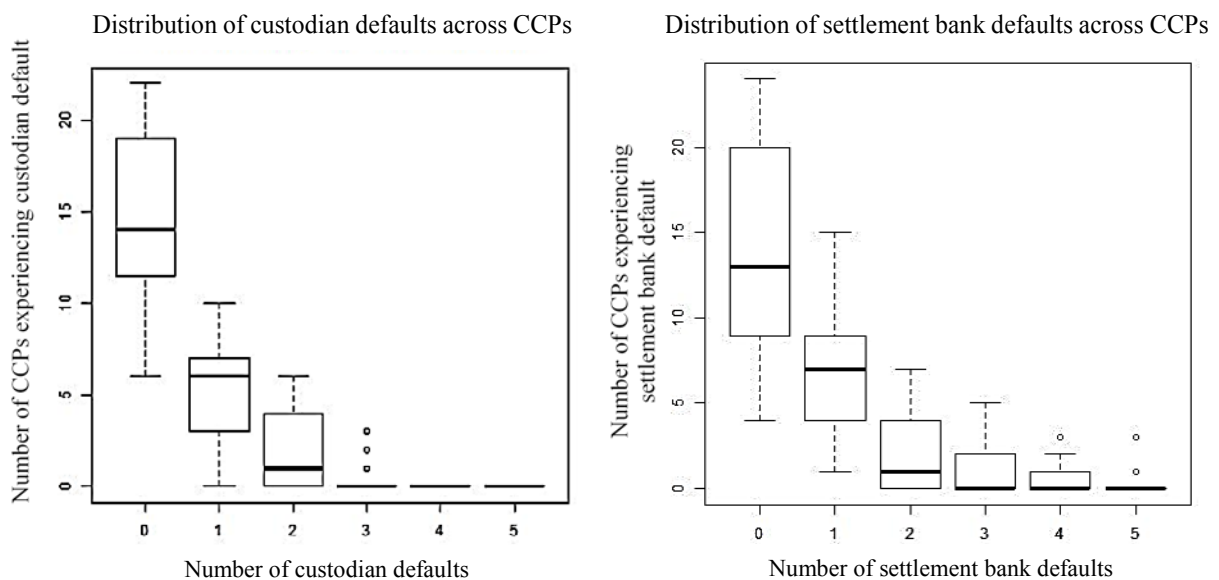 Distribution of custodian defaults across CCPs
Number of CCPs experiencing custodian default
20
15
10
5
0
0 1 2 3 4 5
Number of custodian defaults
Distribution of settlement bank defaults across CCPs
Number of CCPs experiencing
settlement bank default
20
15
10
5
0
0 1 2 3 4 5
Number of settlement bank defaults